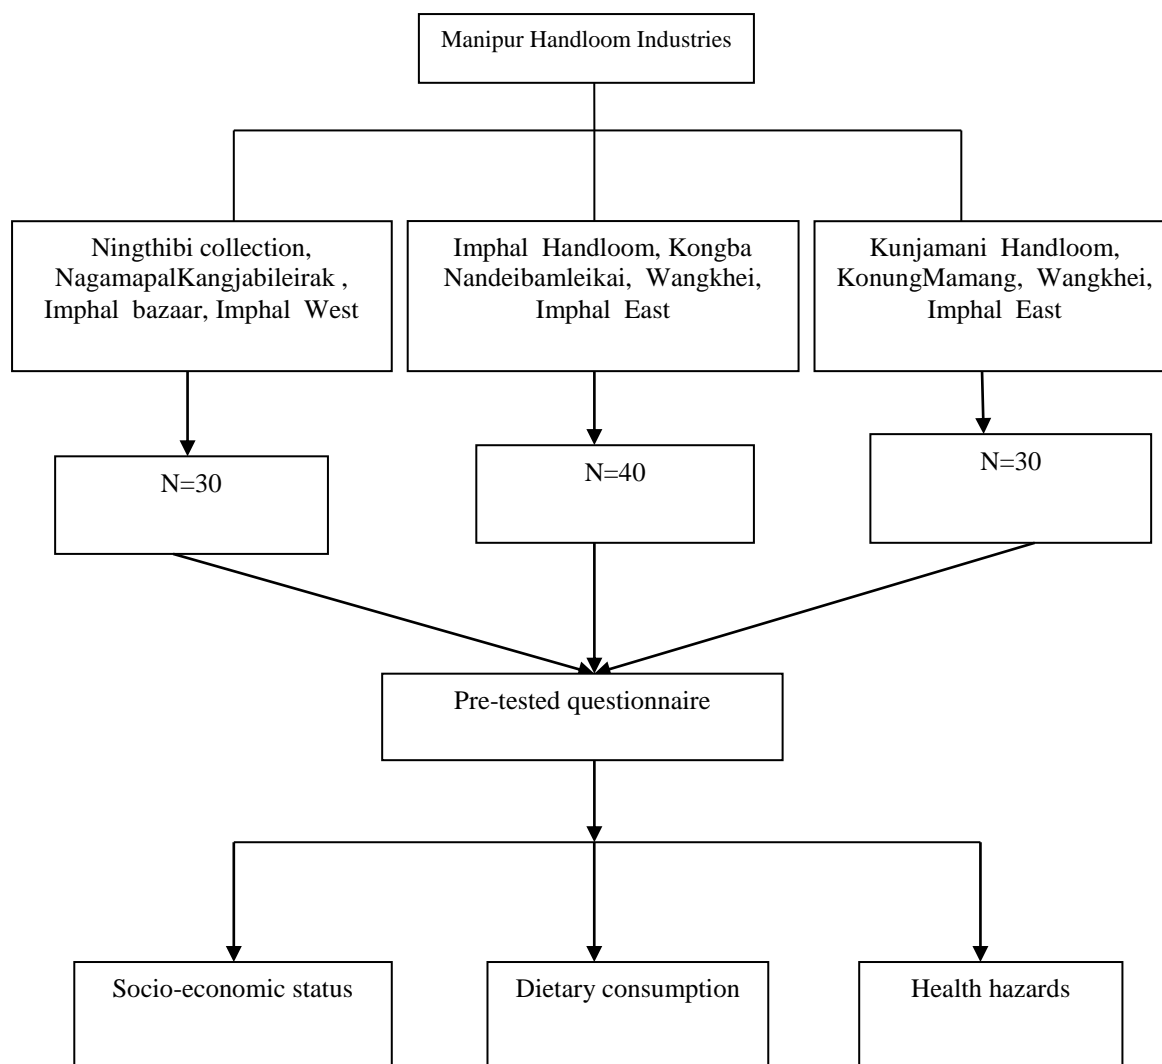 Manipur Handloom Industries
Ningthibi collection,
NagamapalKangjabileirak ,
Imphal bazaar, Imphal West
Imphal Handloom, Kongba
Nandeibamleikai, Wangkhei,
Imphal East
Kunjamani Handloom,
KonungMamang, Wangkhei,
Imphal East
N=30
N=40
N=30
Pre-tested questionnaire
Socio-economic status
Dietary consumption
Health hazards